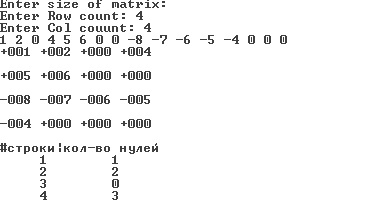 Enter size of matrix:
Enter Row count: 4
Enter Col couunt: 4
1 2 0 4 5 6 0 0 -8 -7 -6 -5 -4 0 0 0
+001 +002 +000 +004
+005 +006 +000 +000
-008 -007 -006 -005
-004 +000 +000 +000
#строки¦кол-во нулей
1 1
2 2
3 0
4 3